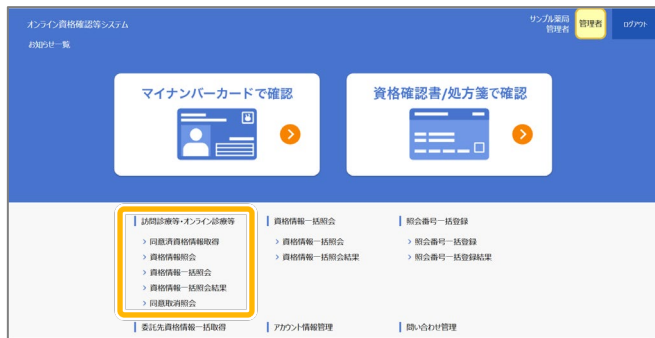 オンライン資格確認等システム
サンプル薬局
管理者
管理者
ログアウト
お知らせ一覧
マイナンバーカードで確認
資格確認書/処方箋で確認
訪問診療等・オンライン診療等
> 同意済資格情報取得
> 資格情報照会
> 資格情報一括照会
> 資格情報一括照会結果
> 同意取消照会
資格情報一括照会
> 資格情報一括照会
> 資格情報一括照会結果
照会番号一括登録
> 照会番号一括登録
> 照会番号一括登録結果
委託先資格情報一括取得
アカウント情報管理
問い合わせ管理